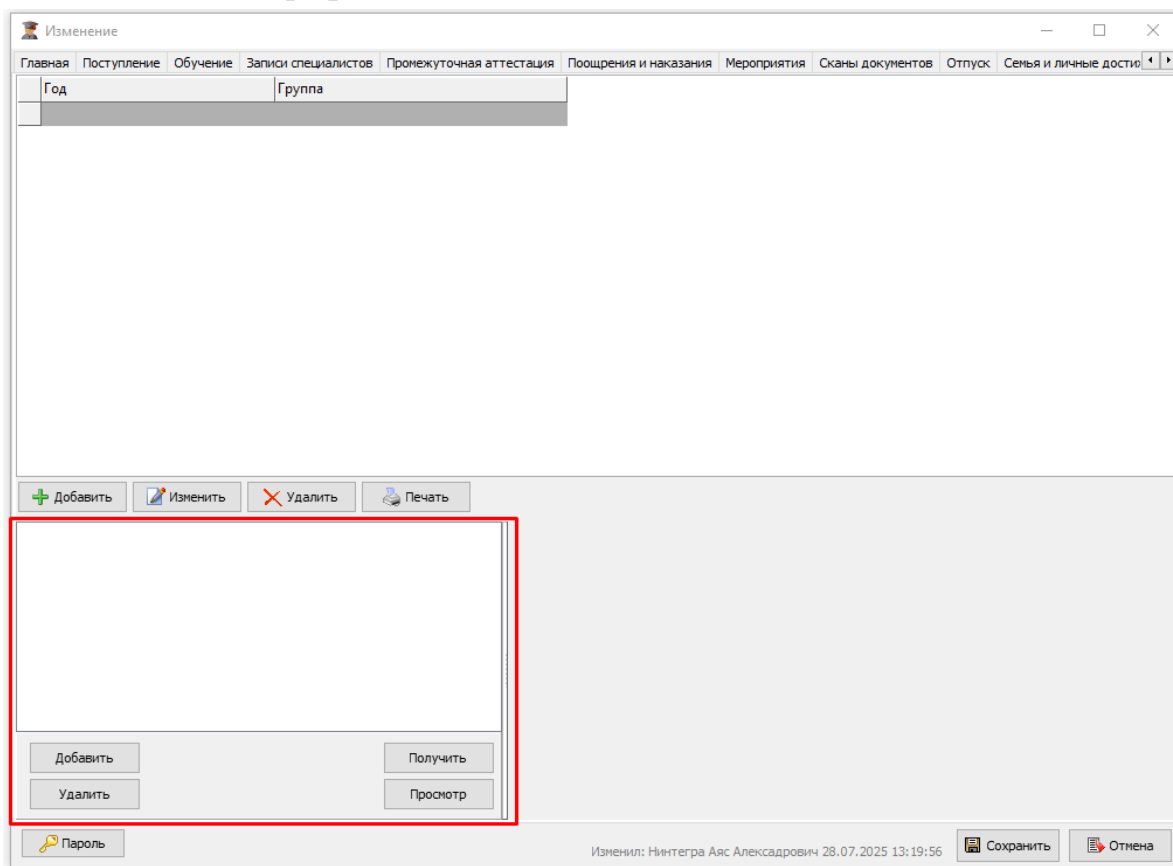 Изменение
Главная Поступление Обучение Записи специалистов Промежуточная аттестация Поощрения и наказания Мероприятия Сканы документов Отпуск Семья и личные дости
Год Группа
Добавить Изменить Удалить Печать
Добавить Получить
Удалить Просмотр
Пароль Изменил: Нинтегра Аяс Алексадрович 28.07.2025 13:19:56 Сохранить Отмена